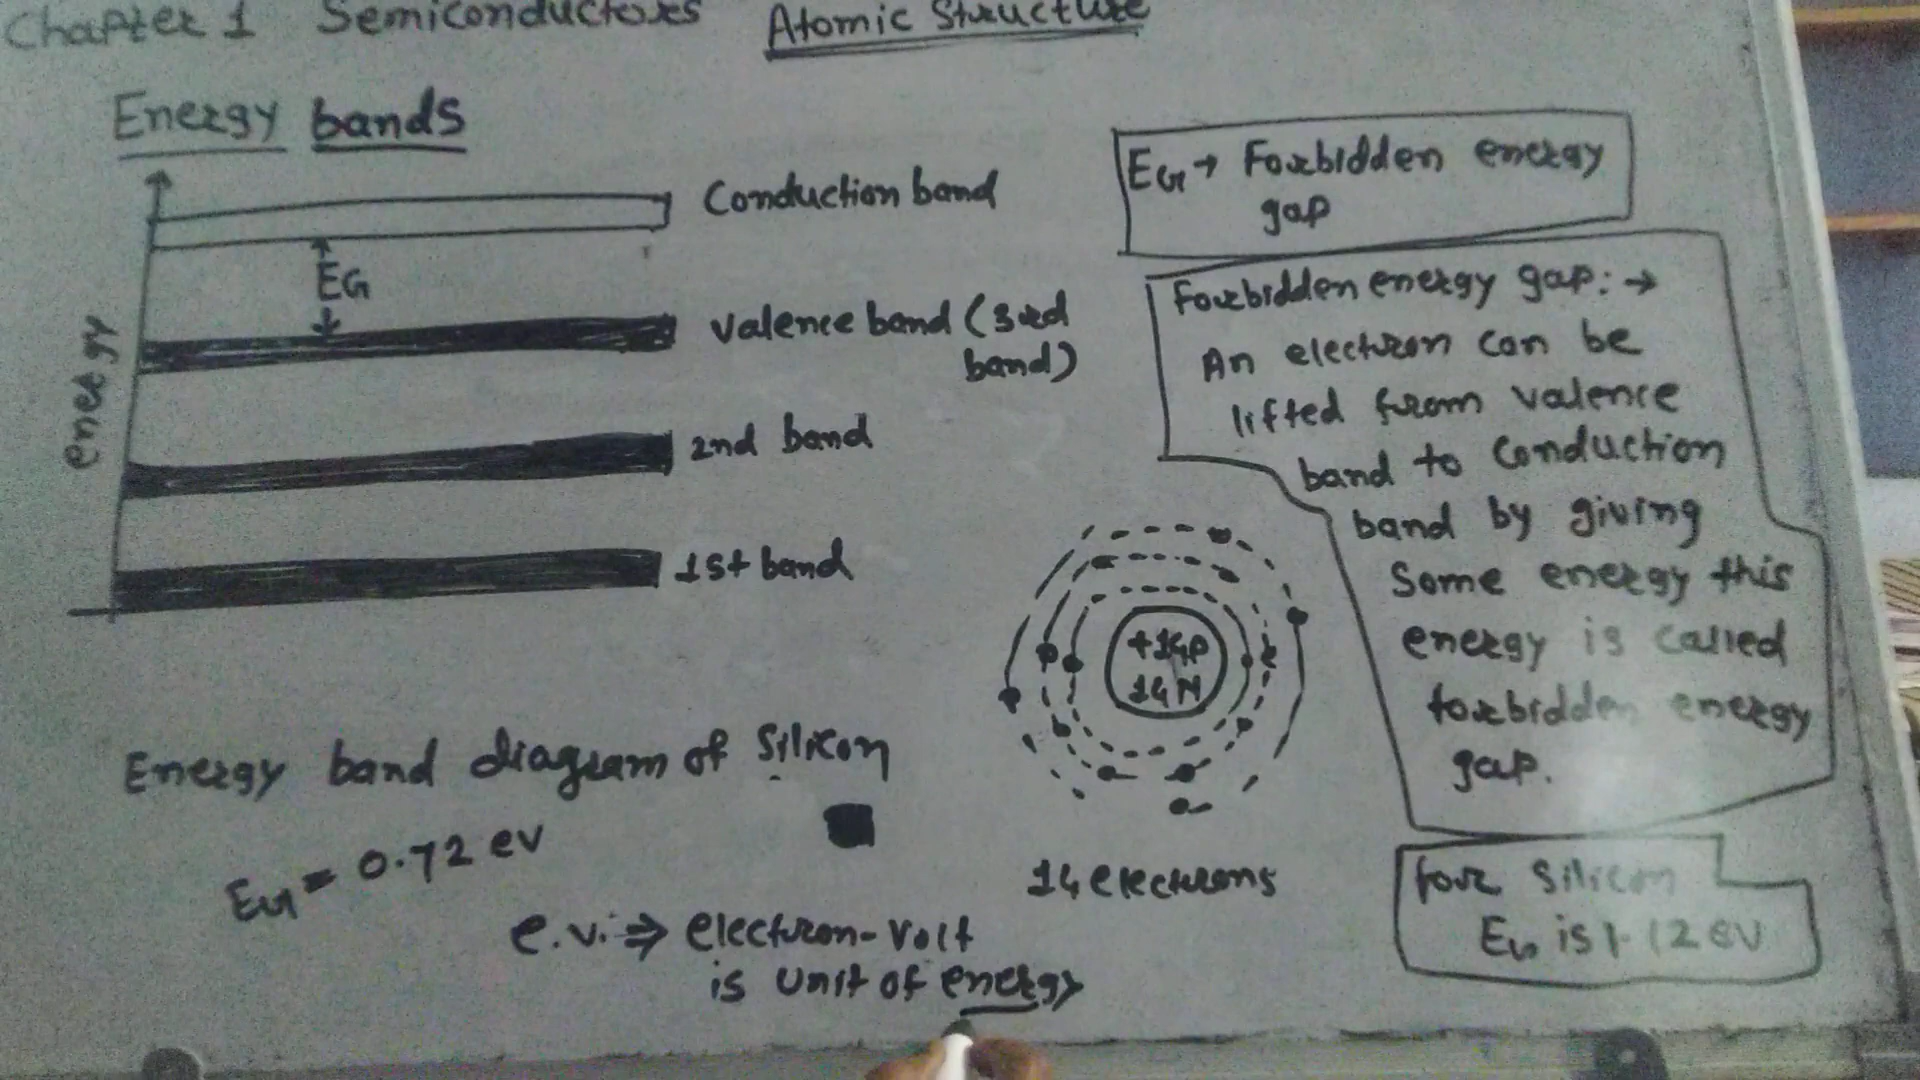 Chapter 1 Semiconductors Atomic Structure
Energy bands
Conduction band
EG
Valence band (3rd
band)
2nd band
1st band
energy
Energy band diagram of Silicon
EG = 0.72 ev
e.v. ⇒ electron-Volt
is unit of energy
+14P
14N
14 electrons
EG → Forbidden energy
gap
Forbidden energy gap: →
An electron can be
lifted from valence
band to conduction
band by giving
Some energy this
energy is called
forbidden energy
gap.
for Silicon
EG is 1.12 ev